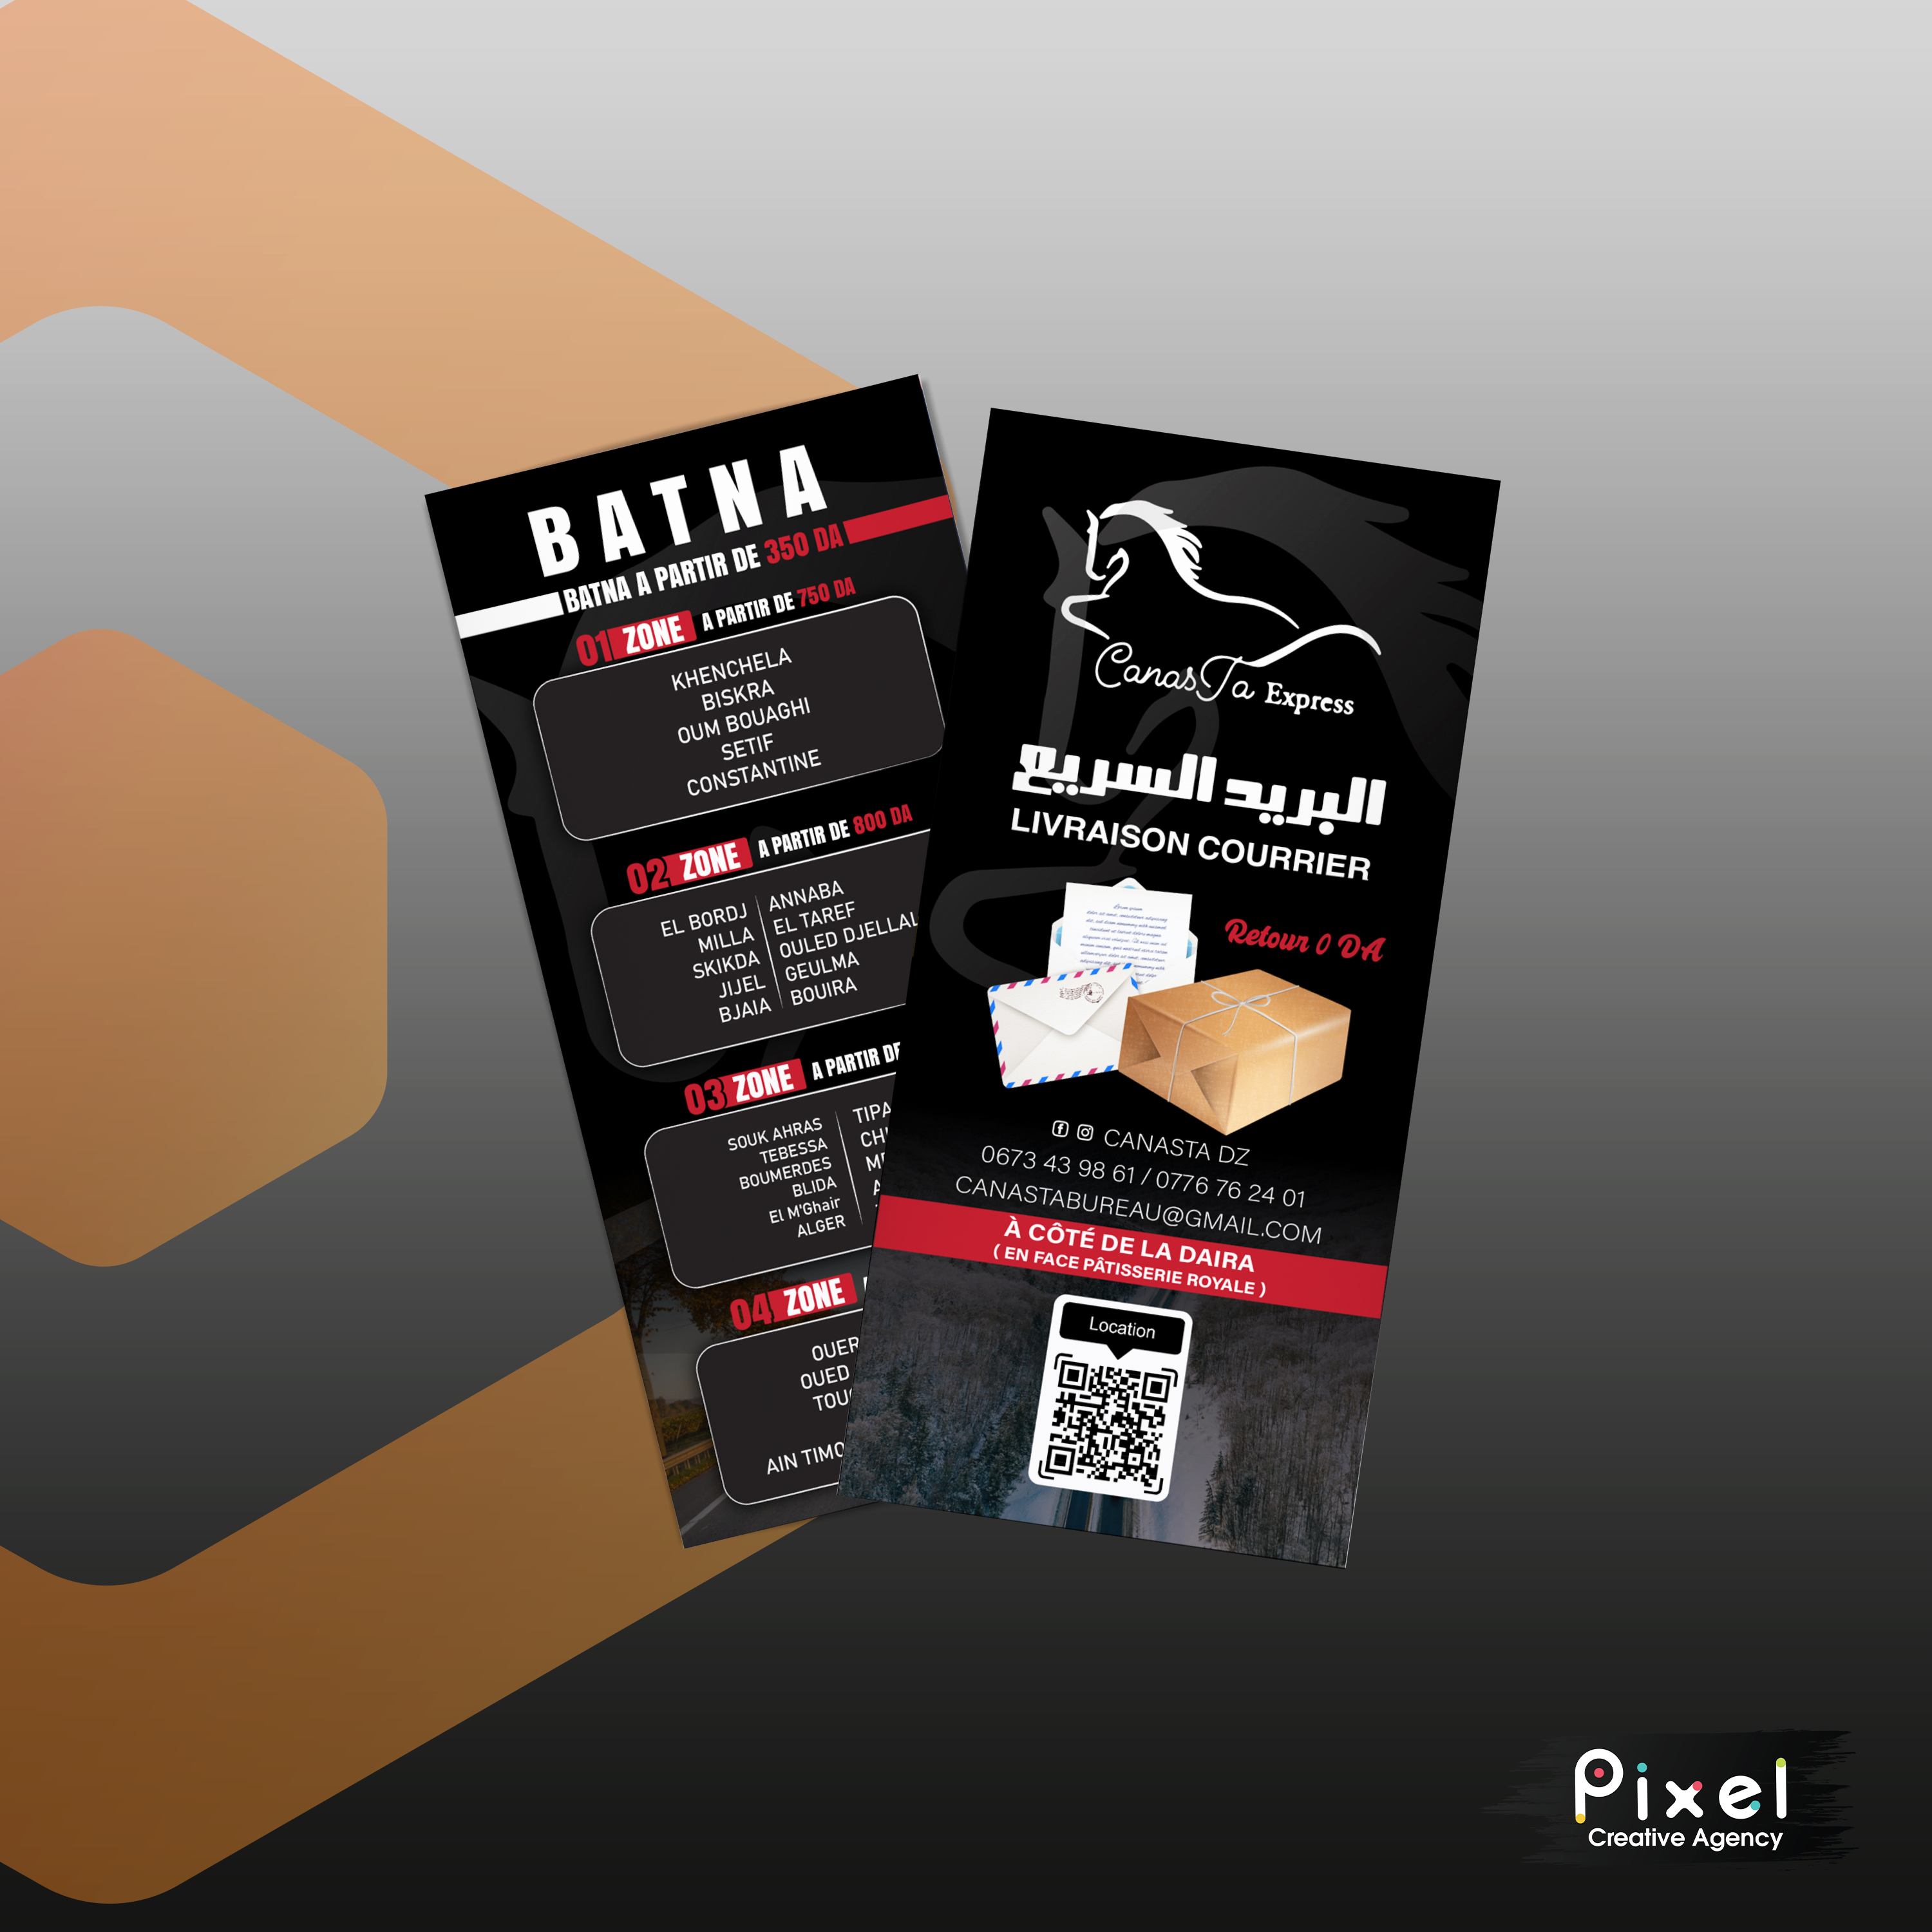 BATNA
BATNA A PARTIR DE 350 DA
01 ZONE A PARTIR DE 750 DA
KHENCHELA
BISKRA
OUM BOUAGHI
SETIF
CONSTANTINE
02 ZONE A PARTIR DE 800 DA
EL BORDJ
MILLA
SKIKDA
JIJEL
BJAIA
ANNABA
EL TAREF
OULED DJELLAL
GEULMA
BOUIRA
03 ZONE A PARTIR DE
SOUK AHRAS
TEBESSA
BOUMERDES
BLIDA
El M'Ghair
ALGER
04 ZONE
OUED
AIN
CanasTa Express
البريد السريع
LIVRAISON COURRIER
Retour 0 DA
CANASTA DZ
0673 43 98 61 / 0776 76 24 01
CANASTABUREAU@GMAIL.COM
À CÔTÉ DE LA DAIRA
( EN FACE PÂTISSERIE ROYALE )
Location
Pixel
Creative Agency